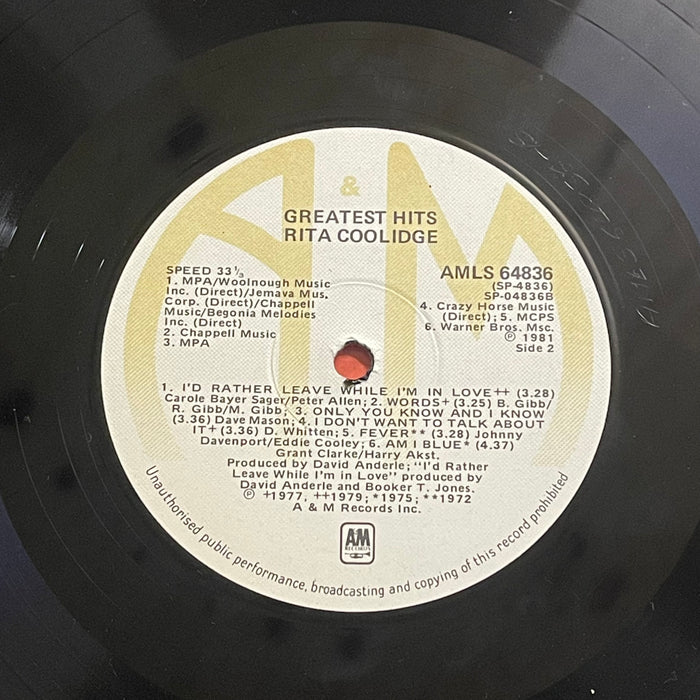 A & M
GREATEST HITS
RITA COOLIDGE
SPEED 33⅓
1. MPA/Woolnough Music
Inc. (Direct)/Jemava Mus.
Corp. (Direct)/Chappell
Music/Begonia Melodies
Inc. (Direct)
2. Chappell Music
3. MPA
AMLS 64836
(SP-4836)
SP-04836B
4. Crazy Horse Music
(Direct); 5. MCPS
6. Warner Bros. Msc.
℗ 1981
Side 2
1. I'D RATHER LEAVE WHILE I'M IN LOVE++ (3.28)
Carole Bayer Sager/Peter Allen; 2. WORDS+ (3.25) B. Gibb/
R. Gibb/M. Gibb; 3. ONLY YOU KNOW AND I KNOW
(3.36) Dave Mason; 4. I DON'T WANT TO TALK ABOUT
IT+ (3.36) D. Whitten; 5. FEVER** (3.28) Johnny
Davenport/Eddie Cooley; 6. AM I BLUE* (4.37)
Grant Clarke/Harry Akst.
Produced by David Anderle; "I'd Rather
Leave While I'm in Love" produced by
David Anderle and Booker T. Jones.
℗ +1977, ++1979; *1975; **1972
A & M Records Inc.
AM
RECORDS
Unauthorised public performance, broadcasting and copying of this record prohibited